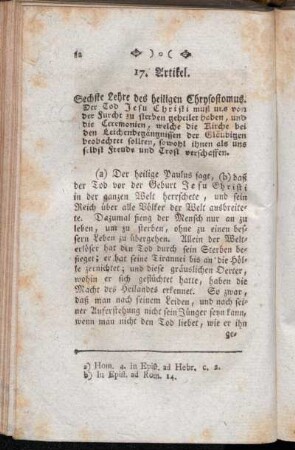 82 )o(
17. Artikel.
Sechste Lehre des heiligen Chrysostomus.
Der Tod Jesu Christi muß uns von
der Furcht zu sterben geheilet haben, und
die Ceremonien, welche die Kirche bei
den Leichenbegängnissen der Gläubigen
beobachtet sollten, sowohl ihnen als uns
selbst Freude und Trost verschaffen.
(a) Der heilige Paulus sagt, (b) daß
der Tod vor der Geburt Jesu Christi
in der ganzen Welt herrschete, und sein
Reich über alle Völker der Welt ausbreite-
te. Dazumal fieng der Mensch nur an zu
leben, um zu sterben, ohne zu einen bes-
sern Leben zu übergehen. Allein der Welt-
erlöser hat den Tod durch sein Sterben be-
sieget; er hat seine Tirannei bis an die Höl-
le zernichtet; und diese gräuslichen Oerter,
wohin er sich geflüchtet hatte, haben die
Macht des Heilandes erkennet. So zwar,
daß man nach seinem Leiden, und nach sei-
ner Auferstehung nicht sein Jünger seyn kann,
wenn man nicht den Tod liebet, wie er ihn
ge-
a) Hom. 4. in Epist. ad Hebr. c. 2.
b) In Epist. ad Rom. 14.